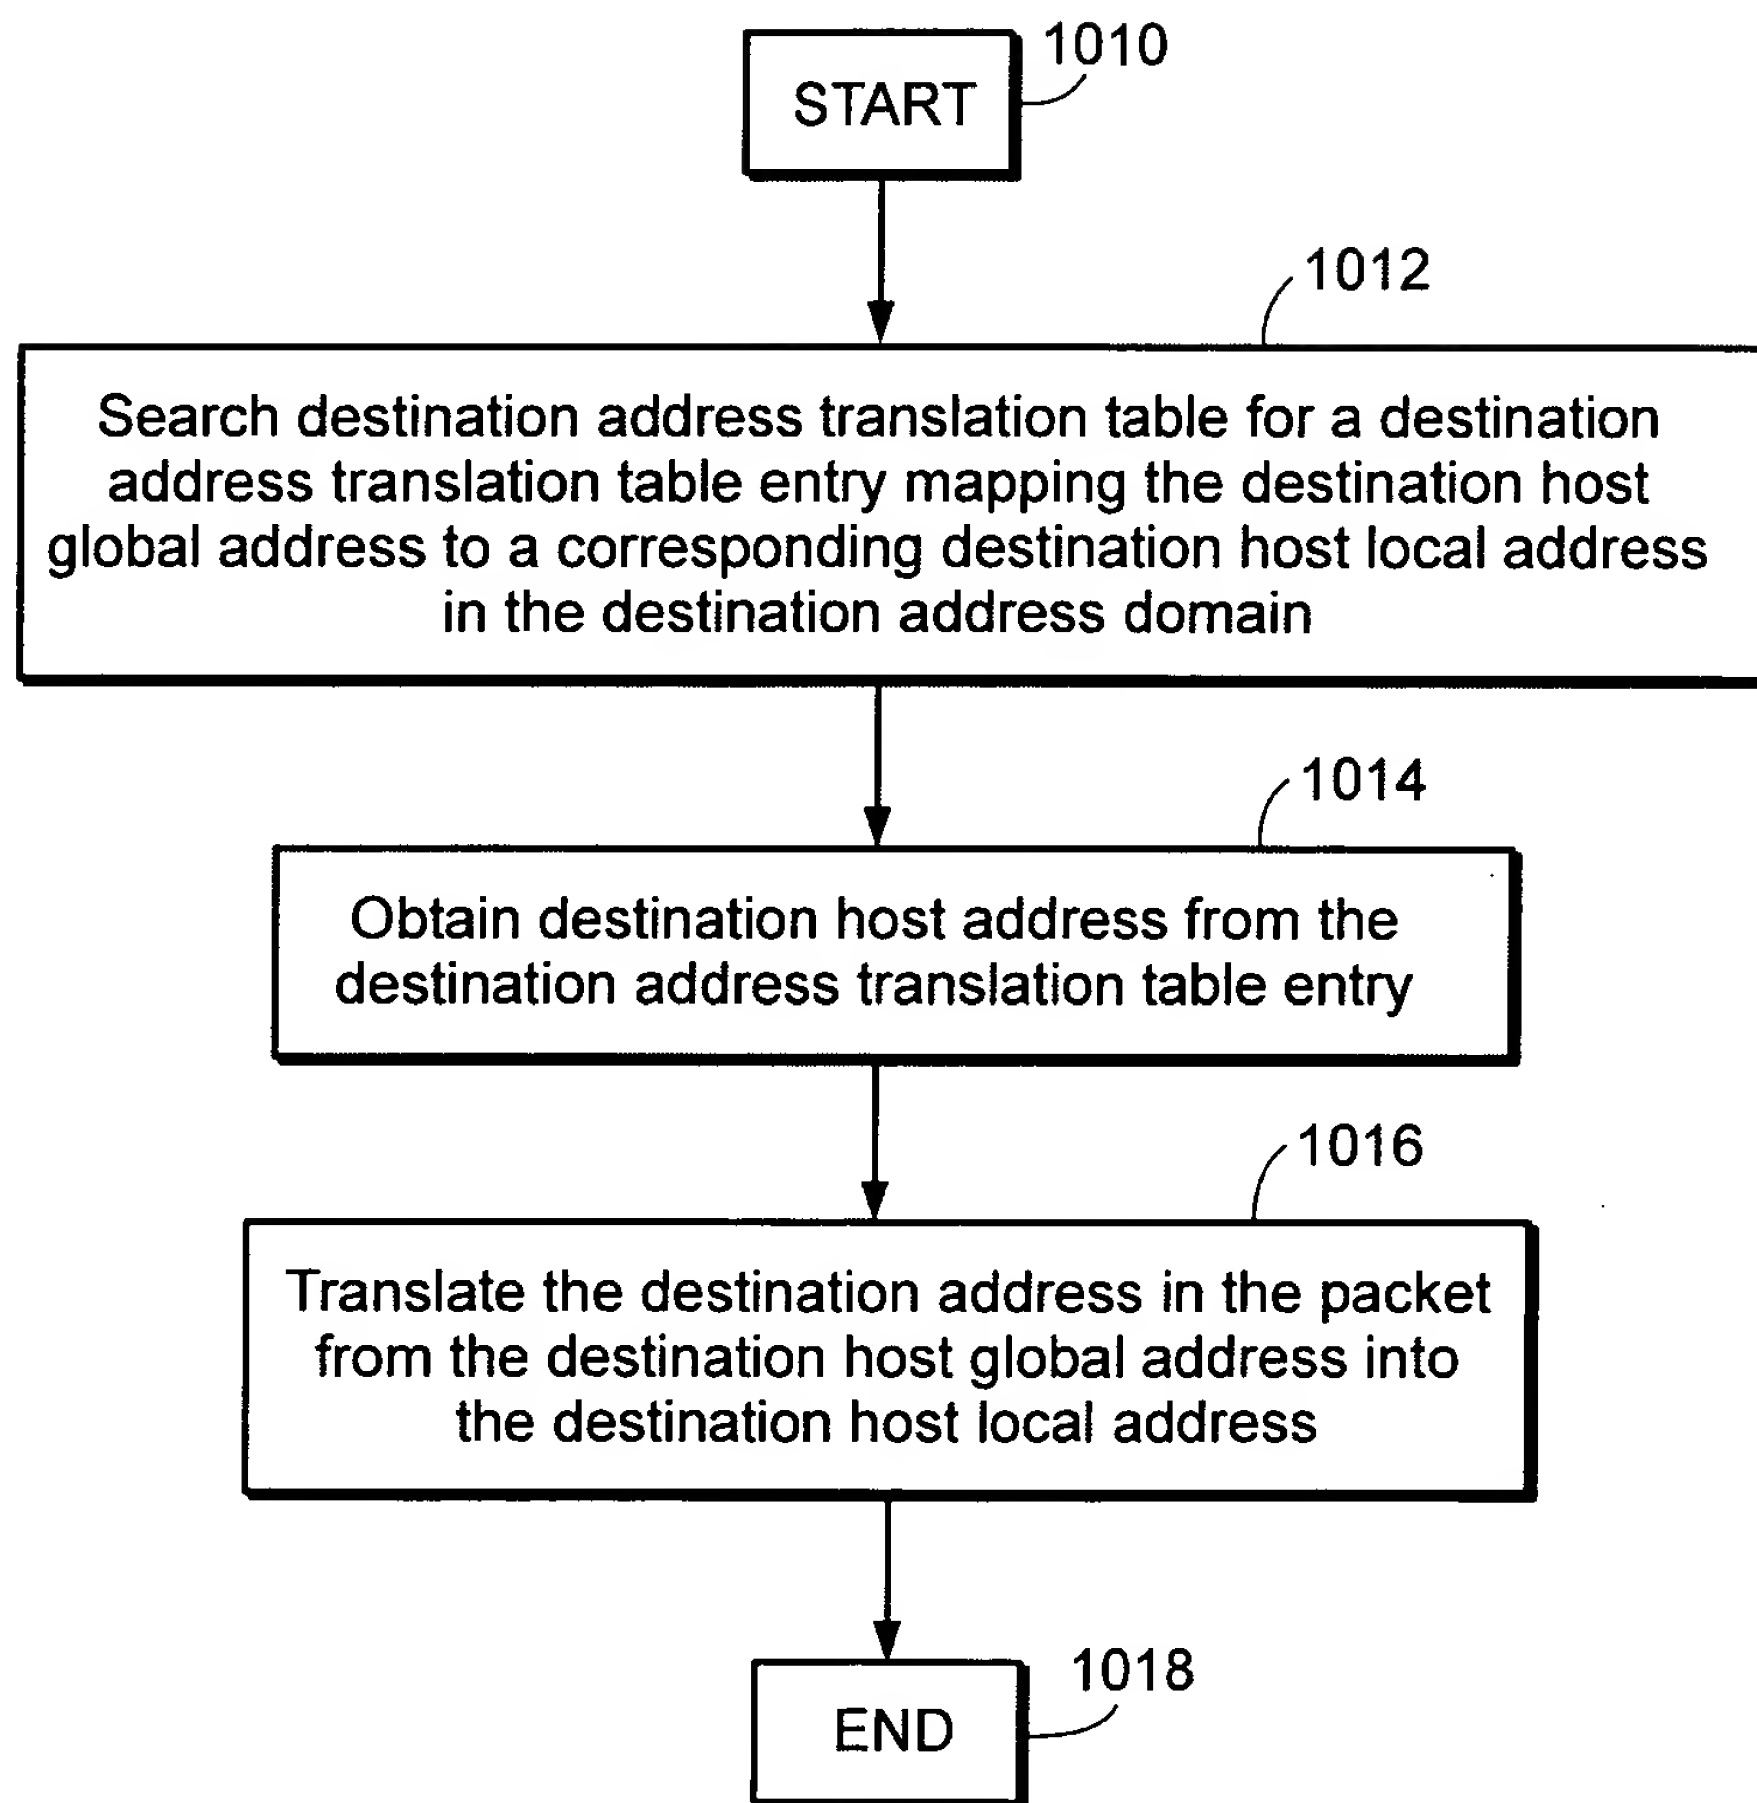 1010
START
1012
Search destination address translation table for a destination
address translation table entry mapping the destination host
global address to a corresponding destination host local address
in the destination address domain
1014
Obtain destination host address from the
destination address translation table entry
1016
Translate the destination address in the packet
from the destination host global address into
the destination host local address
1018
END